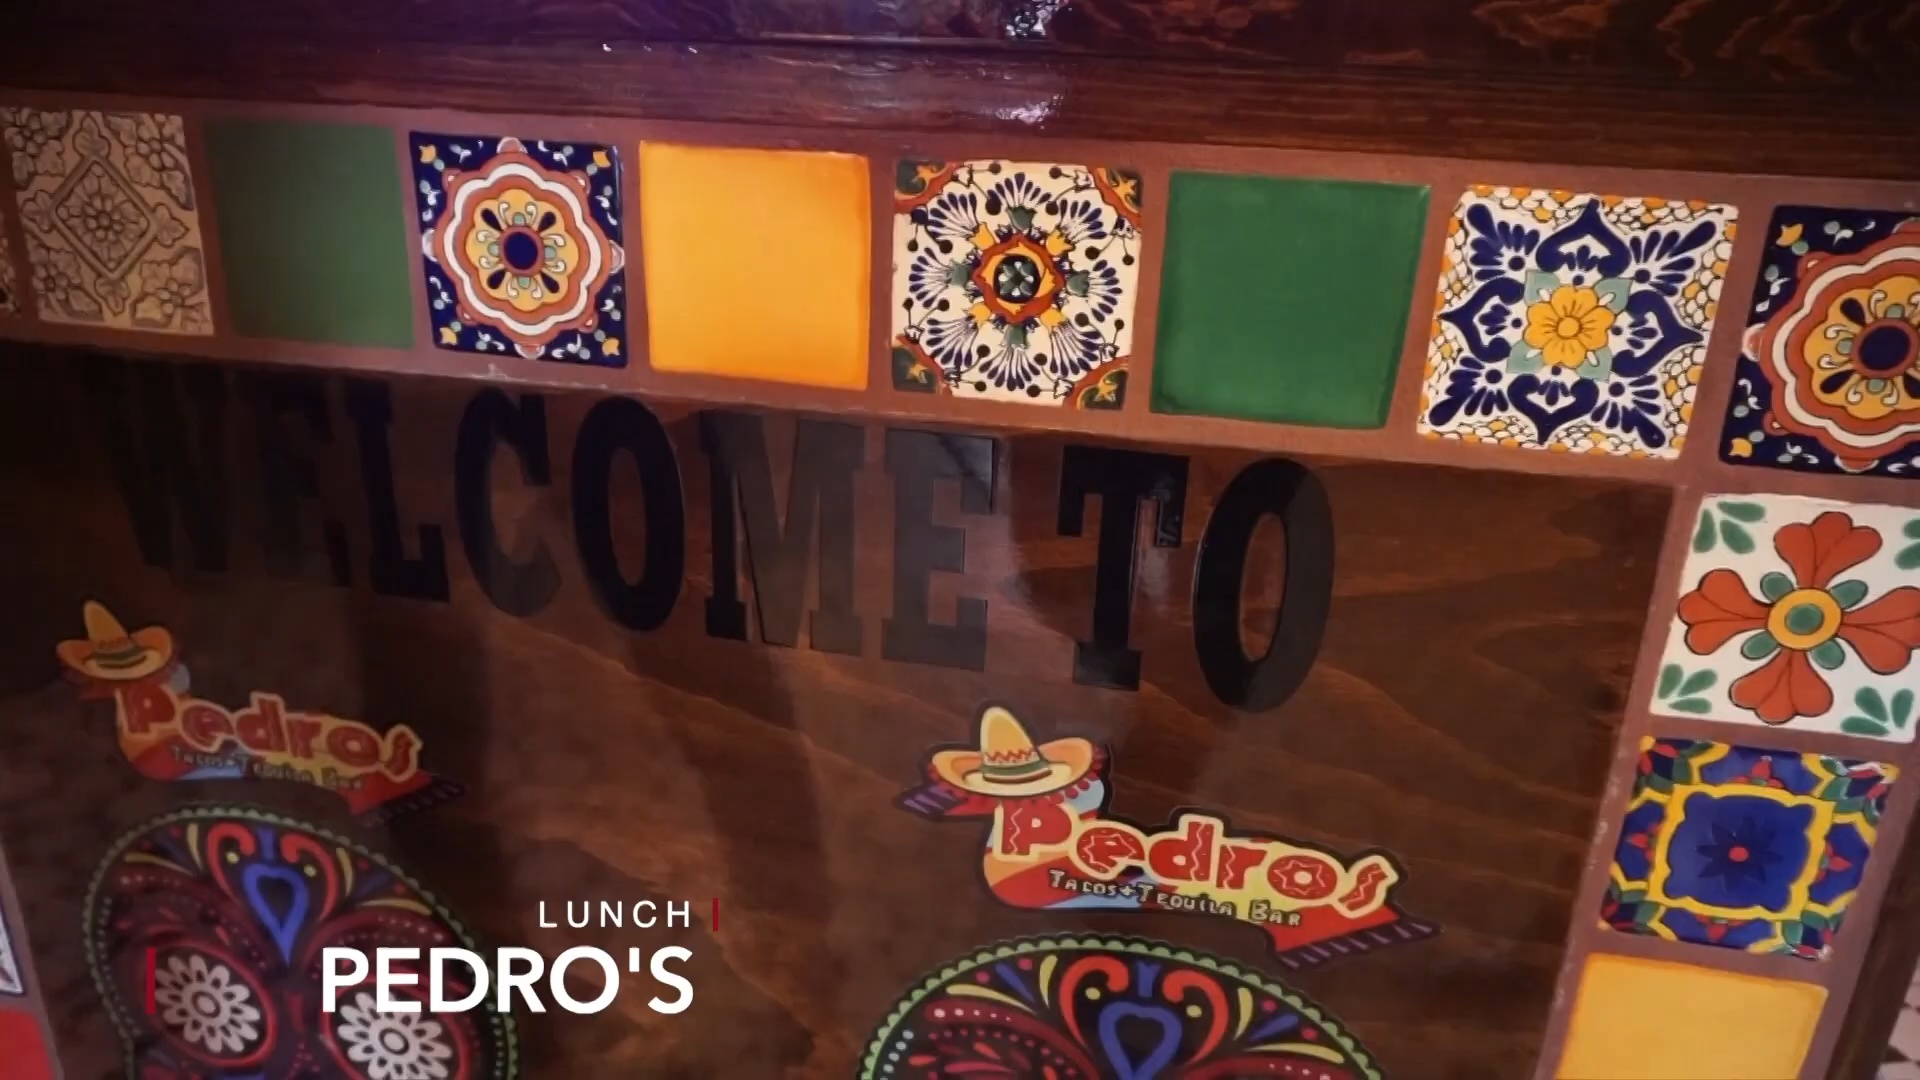 WELCOME TO
Pedros
TACOS+TEQUILA BAR
Pedros
TACOS+TEQUILA BAR
LUNCH
PEDRO'S